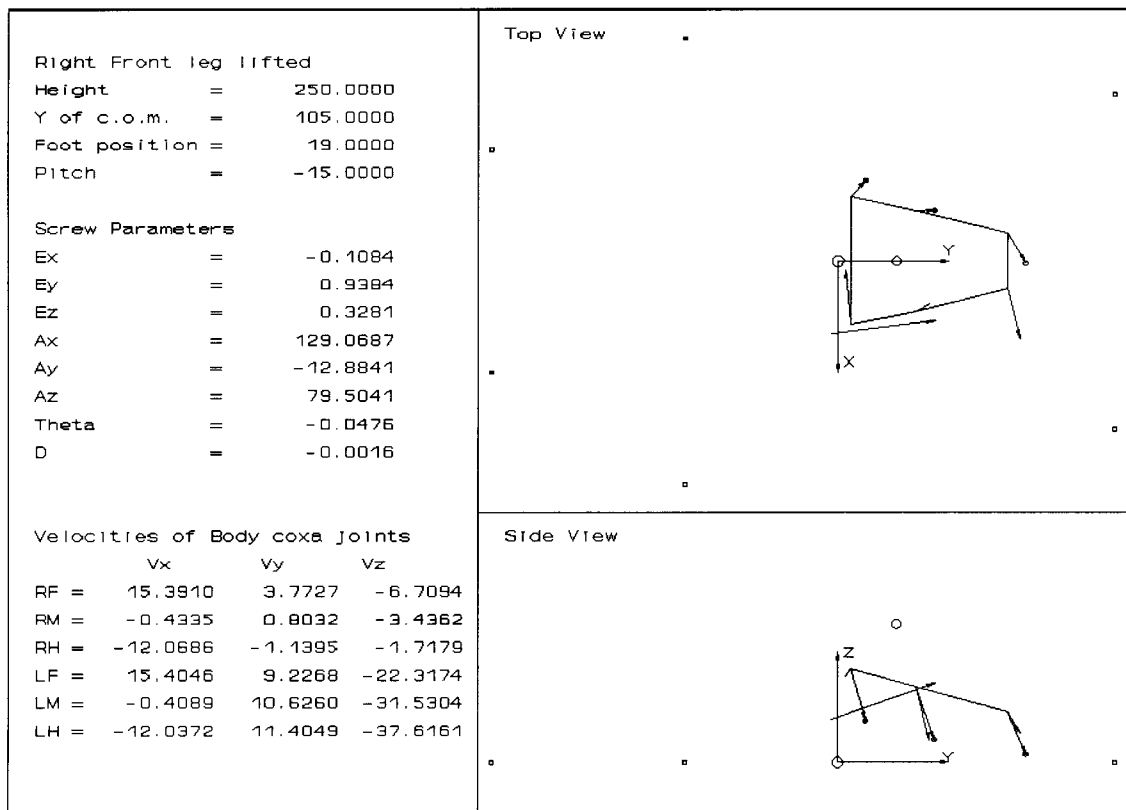 Right Front leg lifted
Height = 250.0000
Y of c.o.m. = 105.0000
Foot position = 19.0000
Pitch = -15.0000
Screw Parameters
Ex = -0.1084
Ey = 0.9384
Ez = 0.3281
Ax = 129.0687
Ay = -12.8841
Az = 79.5041
Theta = -0.0476
D = -0.0016
Velocities of Body coxa joints
Vx Vy Vz
RF = 15.3910 3.7727 -6.7094
RM = -0.4335 0.8032 -3.4362
RH = -12.0686 -1.1395 -1.7179
LF = 15.4046 9.2268 -22.3174
LM = -0.4089 10.6260 -31.5304
LH = -12.0372 11.4049 -37.6161
Top View
Y
X
Side View
Z
Y